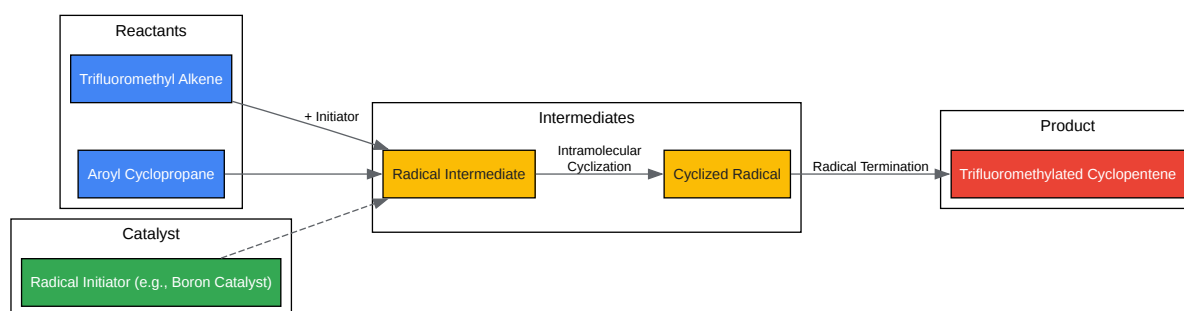 Reactants
Trifluoromethyl Alkene
Aroyl Cyclopropane
+ Initiator
Catalyst
Radical Initiator (e.g., Boron Catalyst)
Intermediates
Radical Intermediate
Intramolecular
Cyclization
Cyclized Radical
Radical Termination
Product
Trifluoromethylated Cyclopentene